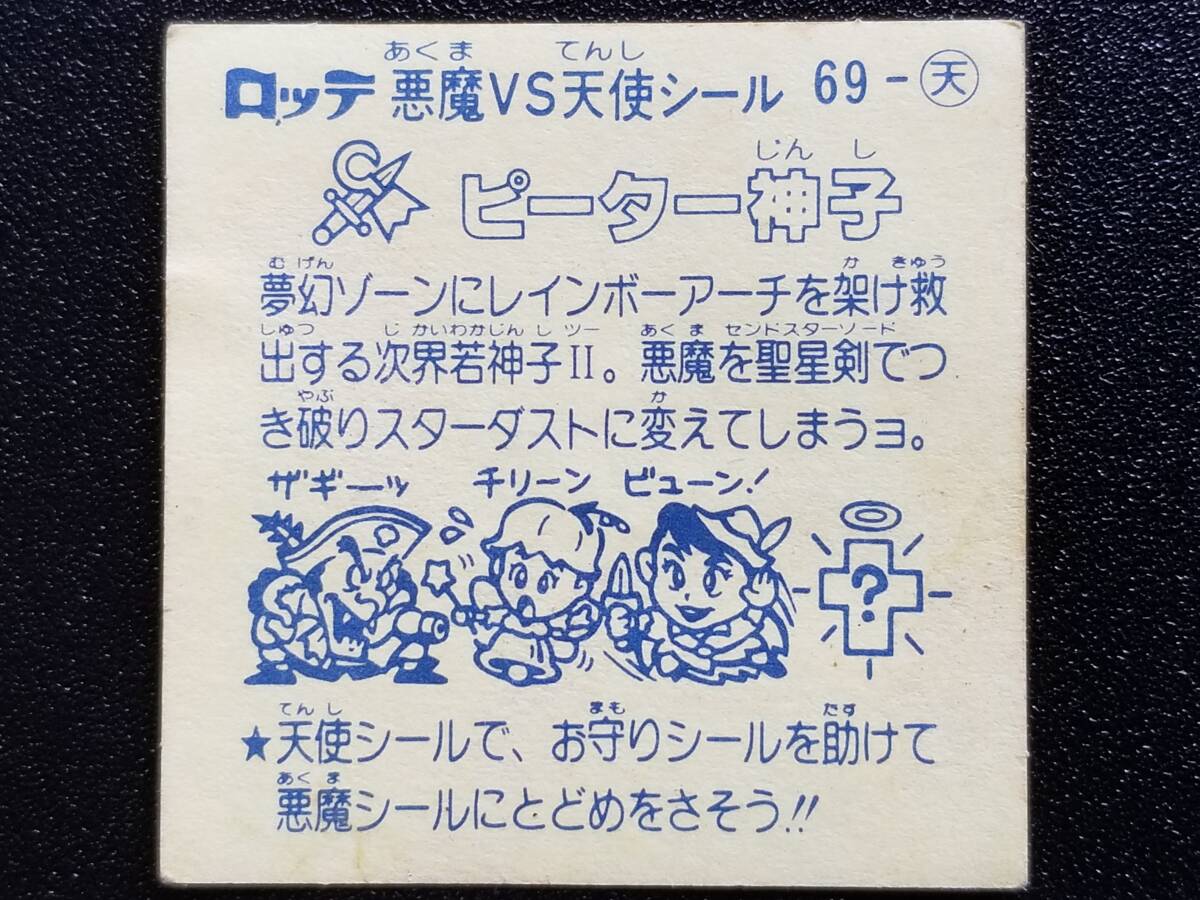 あくま てんし
ロッテ 悪魔VS天使シール 69-天
じんし
ピーター神子
むげん か きゅう
夢幻ゾーンにレインボーアーチを架け救
しゅつ じかいわかじんしツー あくま センドスターソード
出する次界若神子II。悪魔を聖星剣でつ
やぶ か
き破りスターダストに変えてしまうヨ。
ザギーッ チリーン ビューン!
?
てんし まも たす
★天使シールで、お守りシールを助けて
あくま
悪魔シールにとどめをさそう!!